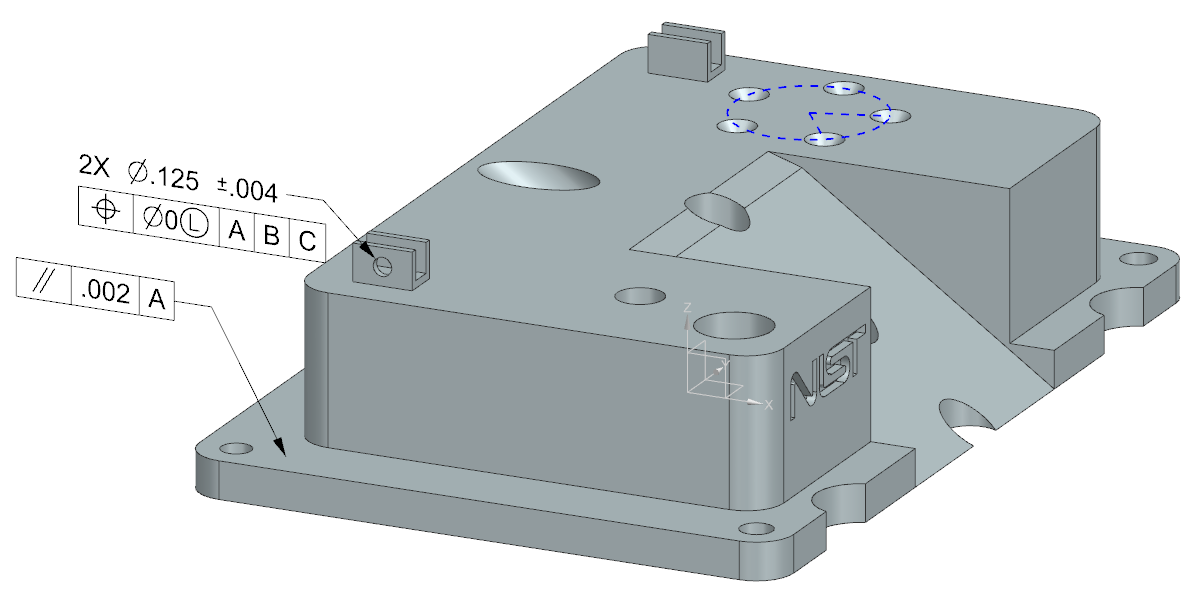 2X ⌀.125 ±.004
⌖ ⌀0Ⓛ A B C
// .002 A
Z
Y
X
NIST